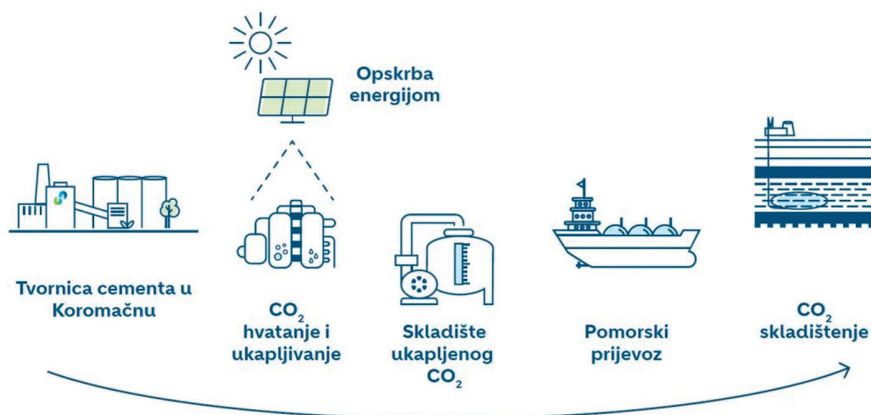 Opskrba
energijom
Tvornica cementa u
Koromačnu
CO₂
hvatanje i
ukapljivanje
Skladište
ukapljenog
CO₂
Pomorski
prijevoz
CO₂
skladištenje